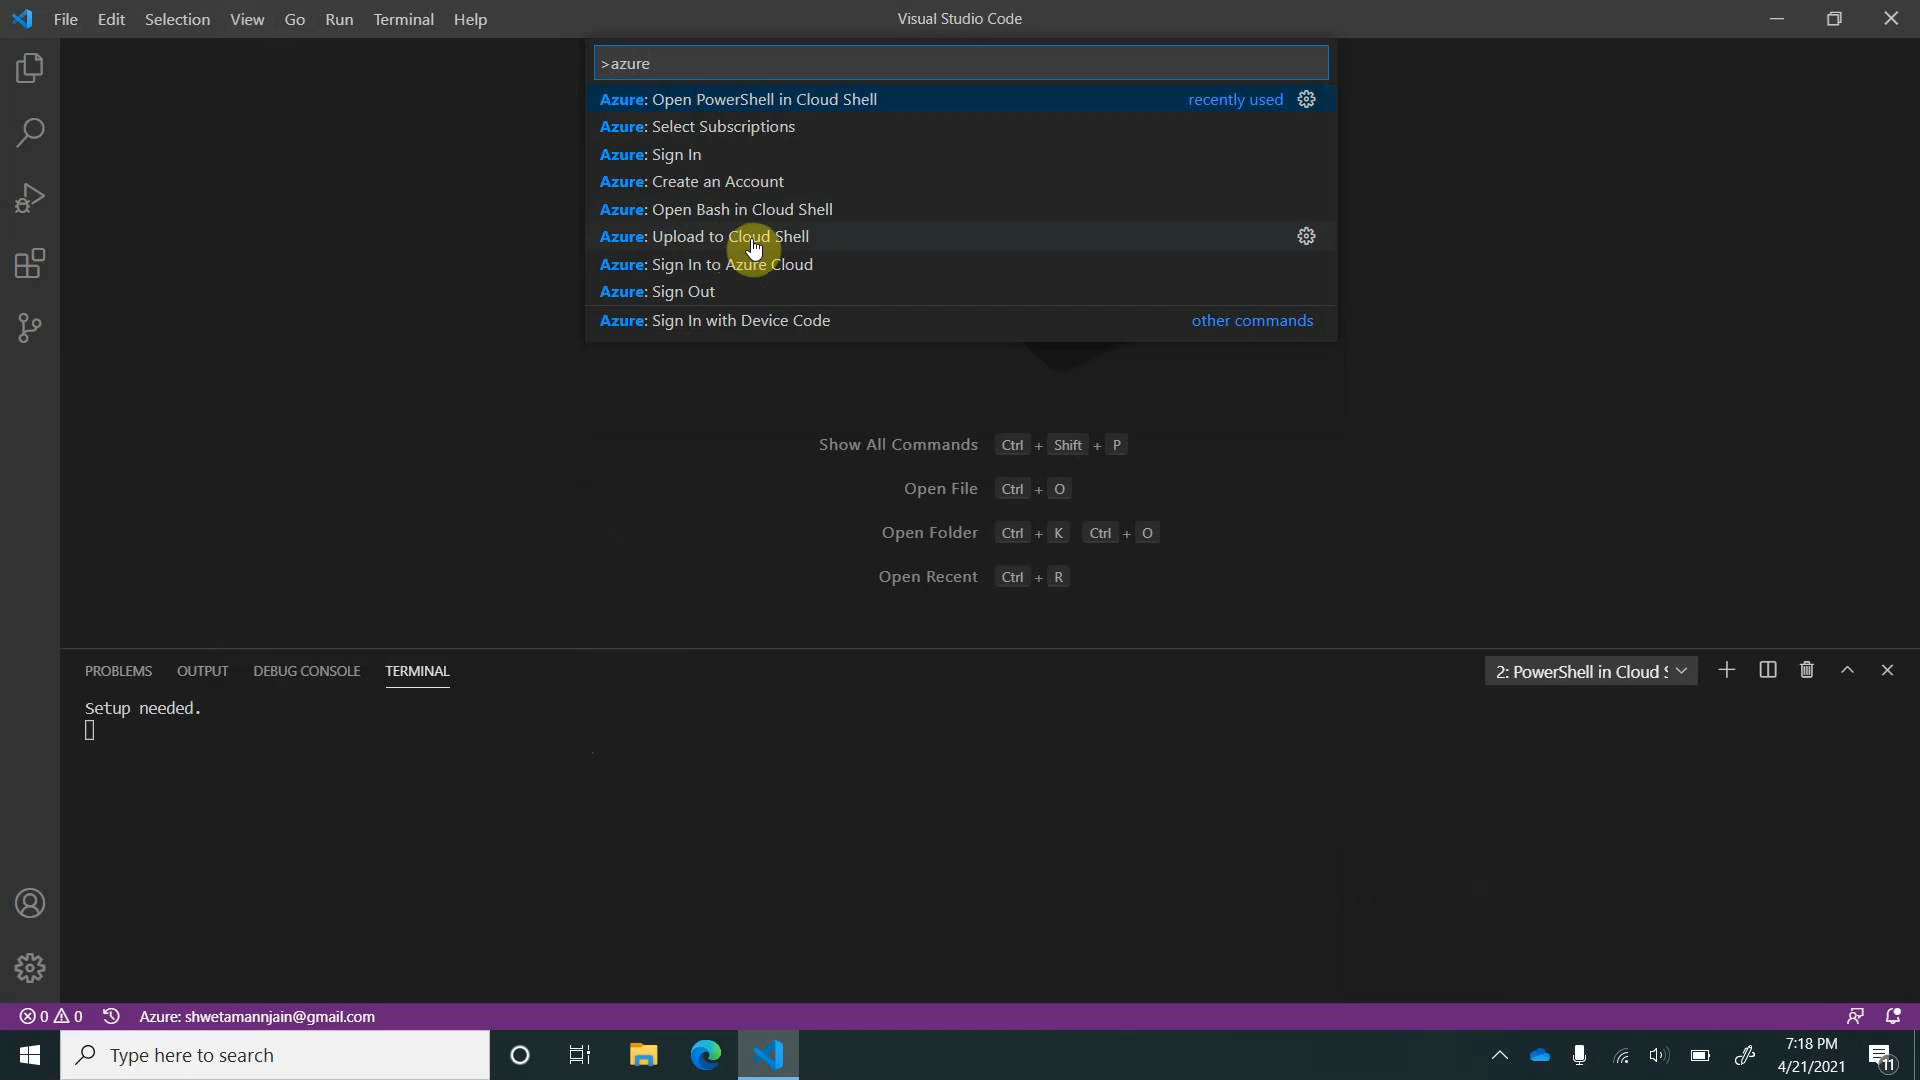 File Edit Selection View Go Run Terminal Help
Visual Studio Code
>azure
Azure: Open PowerShell in Cloud Shell recently used
Azure: Select Subscriptions
Azure: Sign In
Azure: Create an Account
Azure: Open Bash in Cloud Shell
Azure: Upload to Cloud Shell
Azure: Sign In to Azure Cloud
Azure: Sign Out
Azure: Sign In with Device Code other commands
Show All Commands Ctrl + Shift + P
Open File Ctrl + O
Open Folder Ctrl + K Ctrl + O
Open Recent Ctrl + R
PROBLEMS OUTPUT DEBUG CONSOLE TERMINAL
2: PowerShell in Cloud
Setup needed.
0 0 Azure: shwetamannjain@gmail.com
Type here to search
7:18 PM
4/21/2021
11